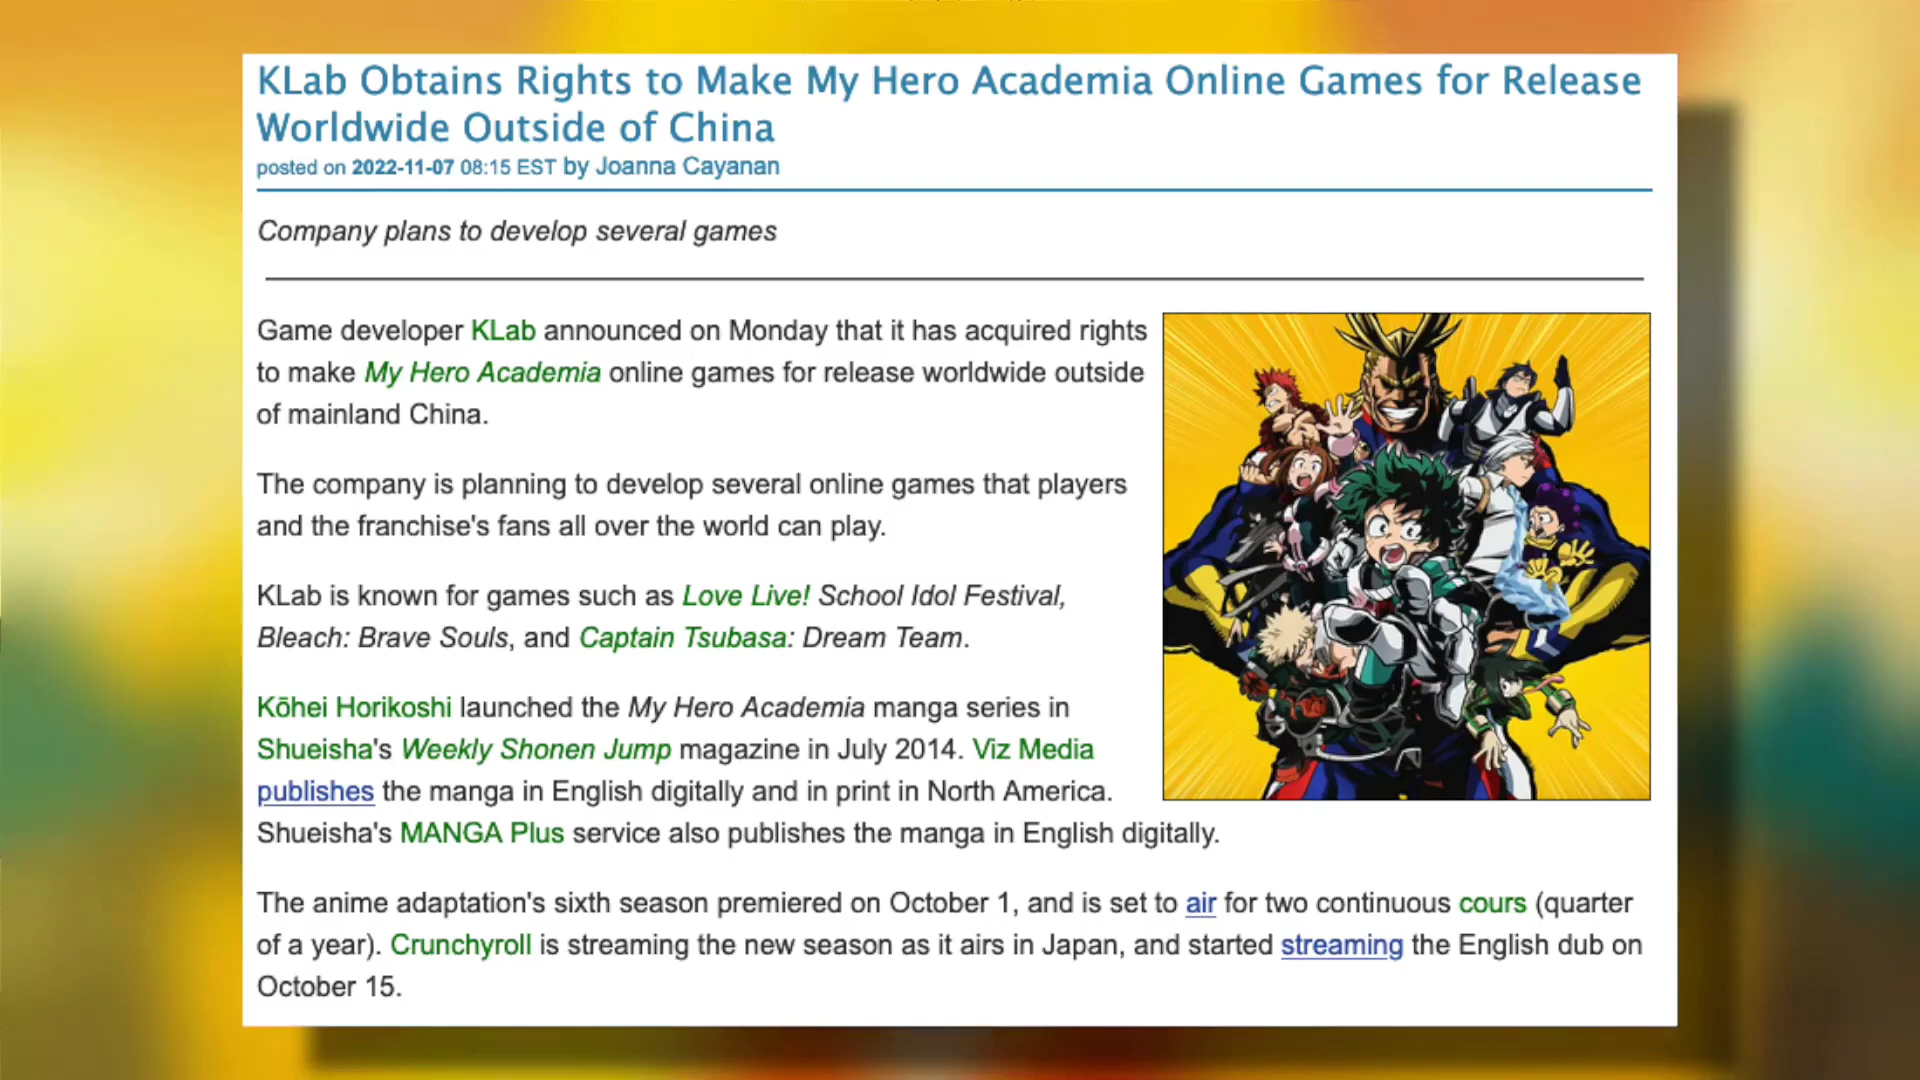 KLab Obtains Rights to Make My Hero Academia Online Games for Release
Worldwide Outside of China
posted on 2022-11-07 08:15 EST by Joanna Cayanan
Company plans to develop several games
Game developer KLab announced on Monday that it has acquired rights
to make My Hero Academia online games for release worldwide outside
of mainland China.
The company is planning to develop several online games that players
and the franchise's fans all over the world can play.
KLab is known for games such as Love Live! School Idol Festival,
Bleach: Brave Souls, and Captain Tsubasa: Dream Team.
Kōhei Horikoshi launched the My Hero Academia manga series in
Shueisha's Weekly Shonen Jump magazine in July 2014. Viz Media
publishes the manga in English digitally and in print in North America.
Shueisha's MANGA Plus service also publishes the manga in English digitally.
The anime adaptation's sixth season premiered on October 1, and is set to air for two continuous cours (quarter
of a year). Crunchyroll is streaming the new season as it airs in Japan, and started streaming the English dub on
October 15.